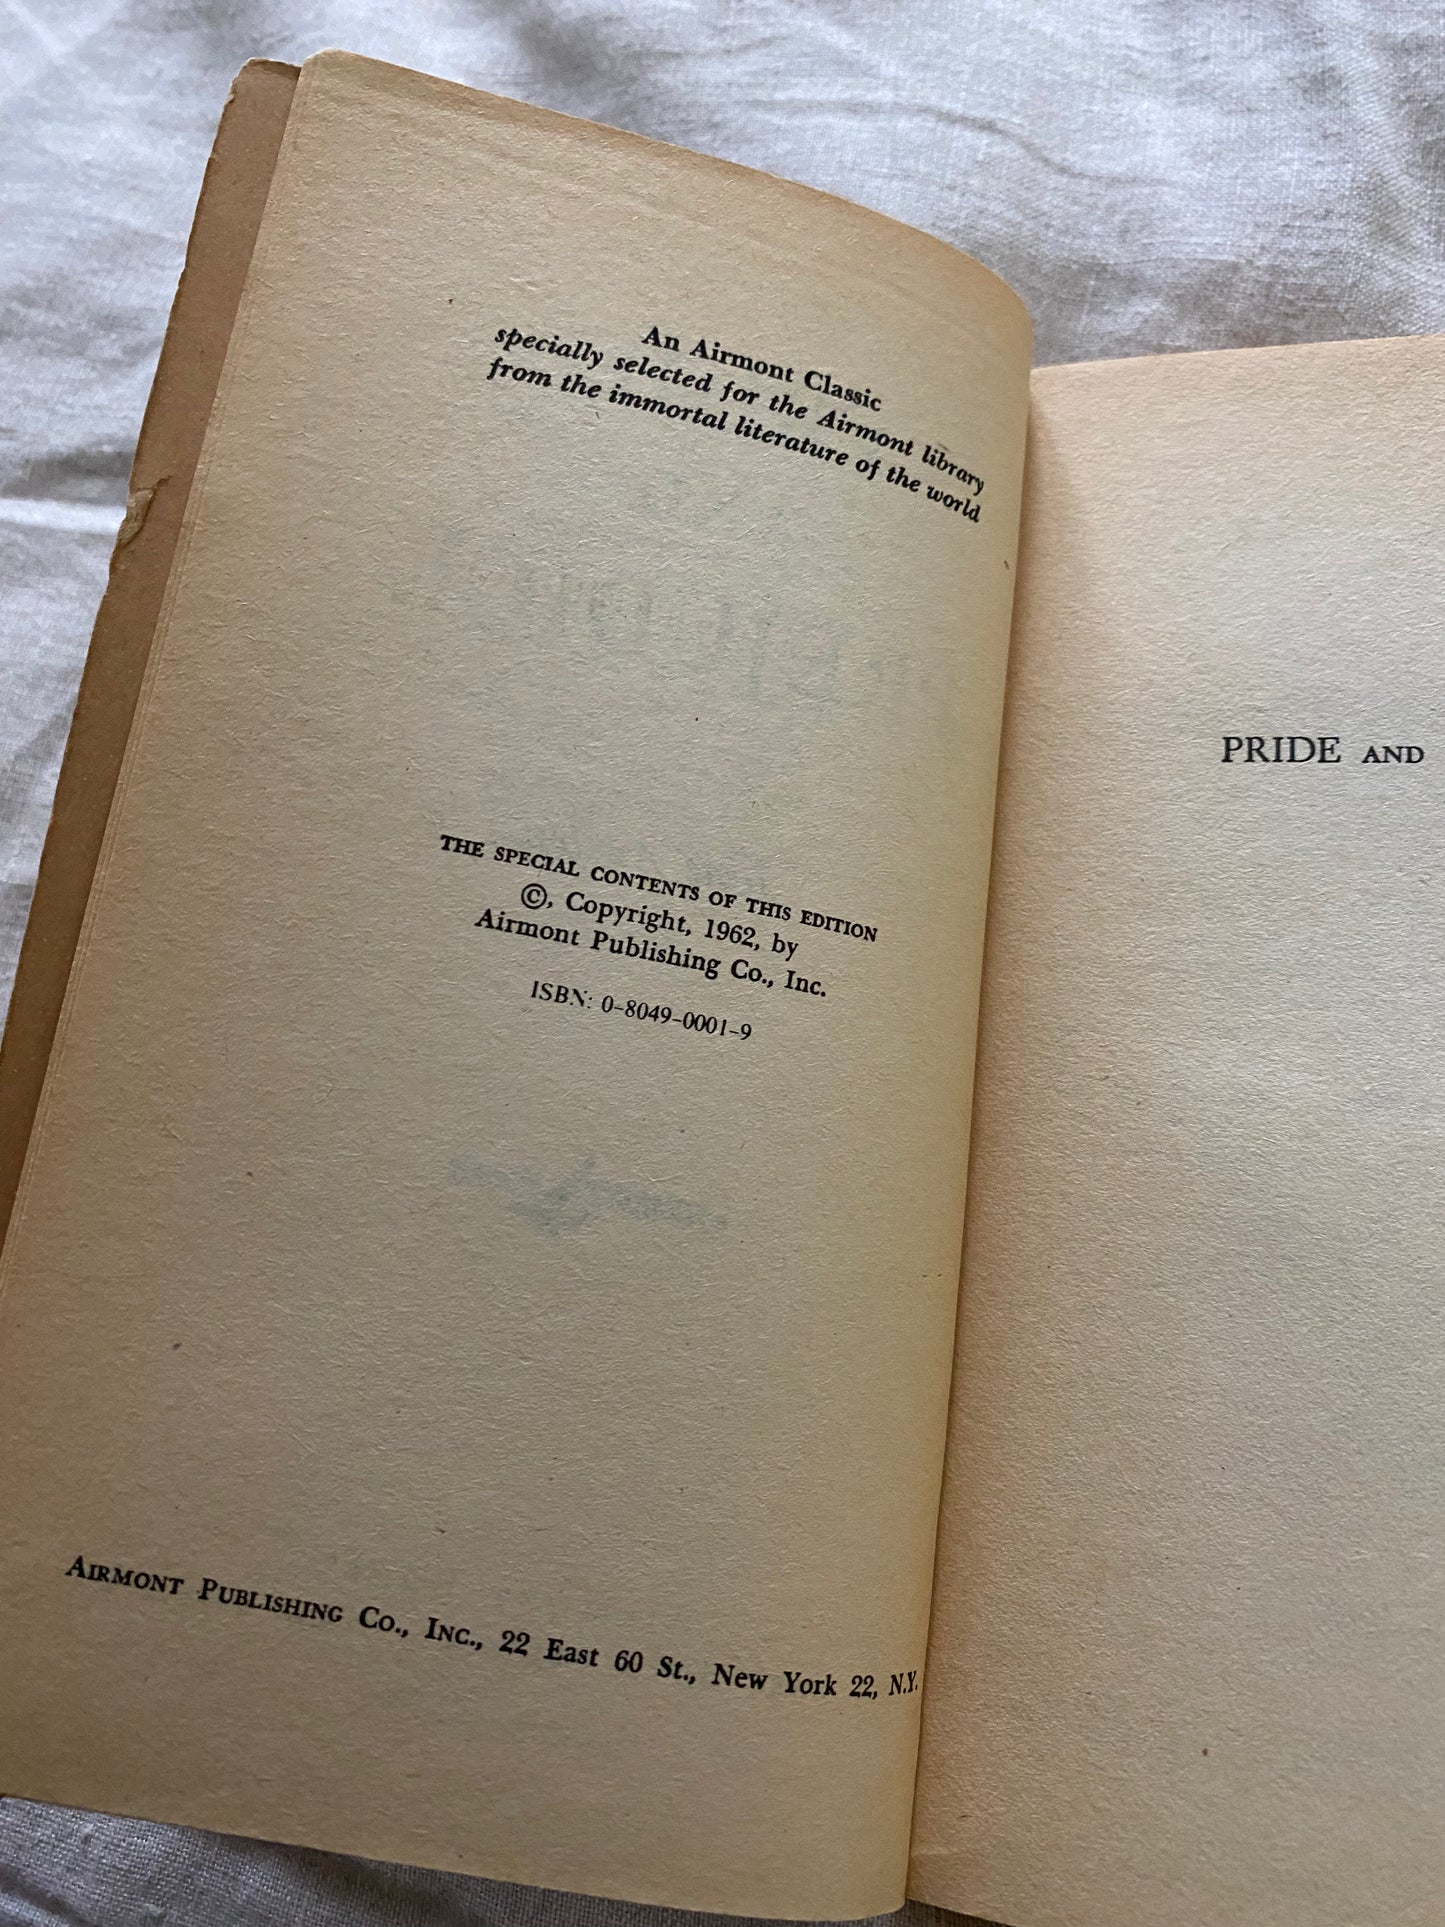 An Airmont Classic
specially selected for the Airmont library
from the immortal literature of the world
THE SPECIAL CONTENTS OF THIS EDITION
©, Copyright, 1962, by
Airmont Publishing Co., Inc.
ISBN: 0-8049-0001-9
AIRMONT PUBLISHING CO., INC., 22 East 60 St., New York 22, N.Y.
PRIDE AND